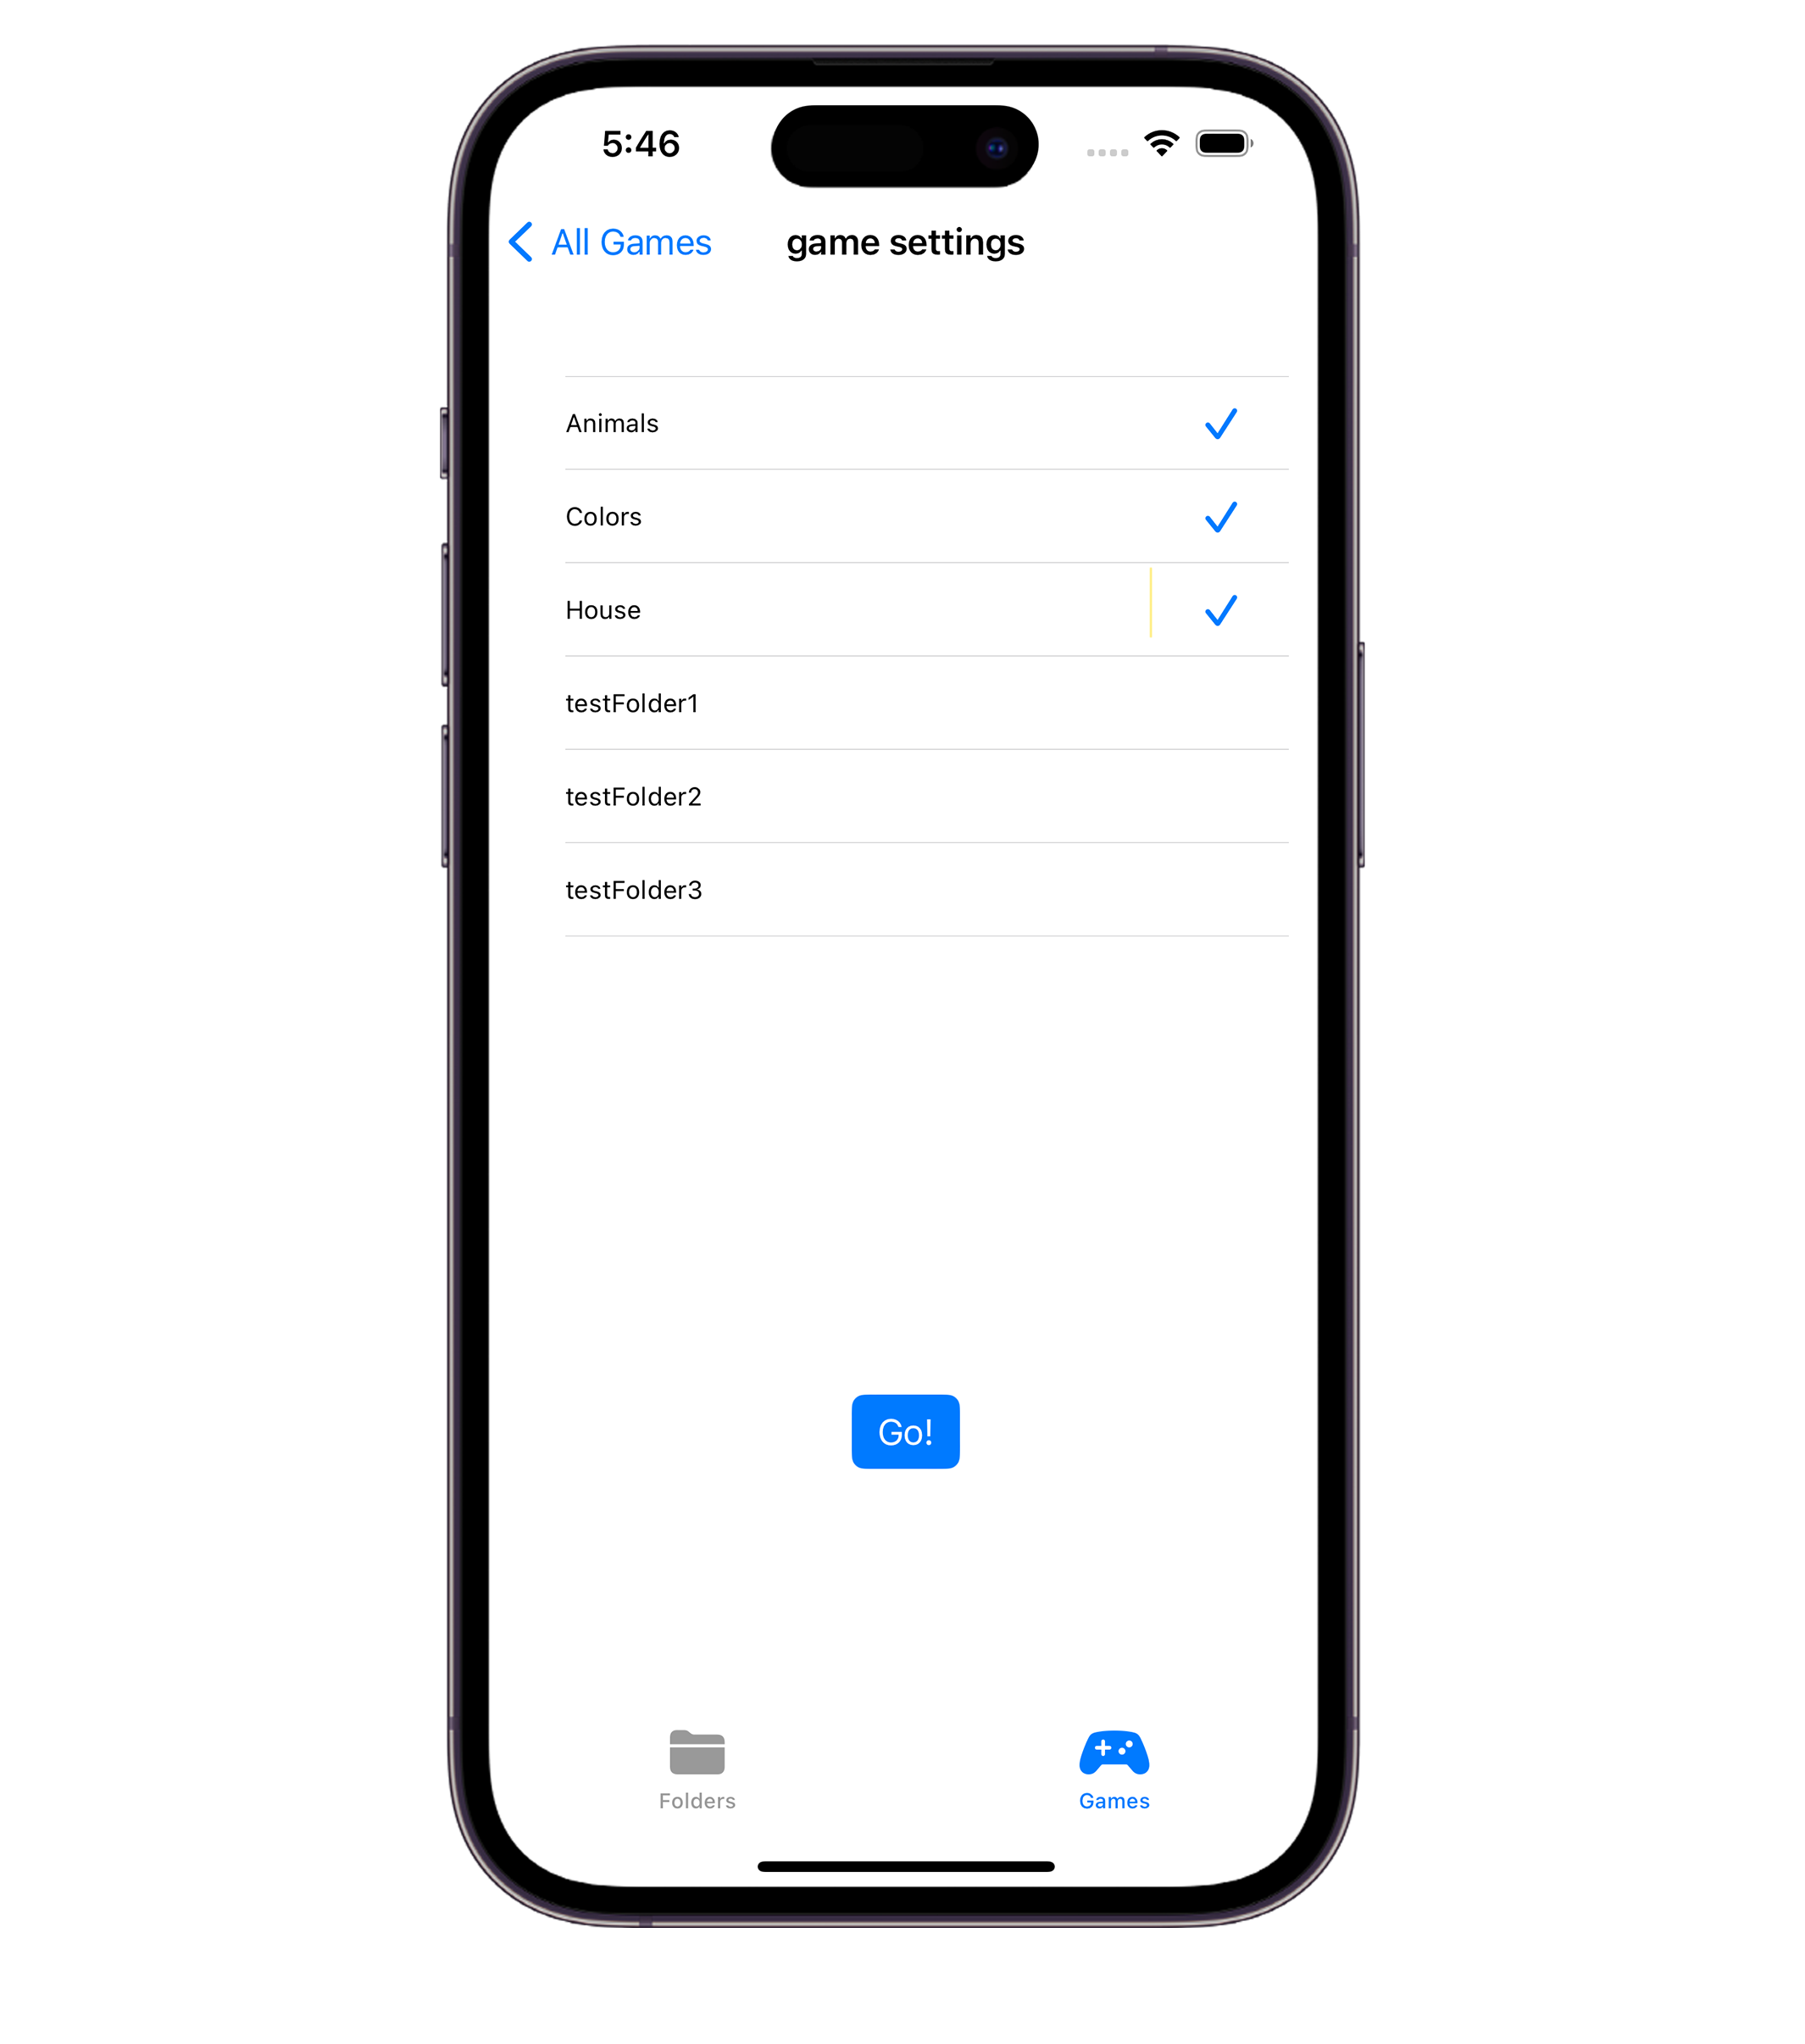 5:46
All Games
game settings
Animals
Colors
House
testFolder1
testFolder2
testFolder3
Go!
Folders
Games